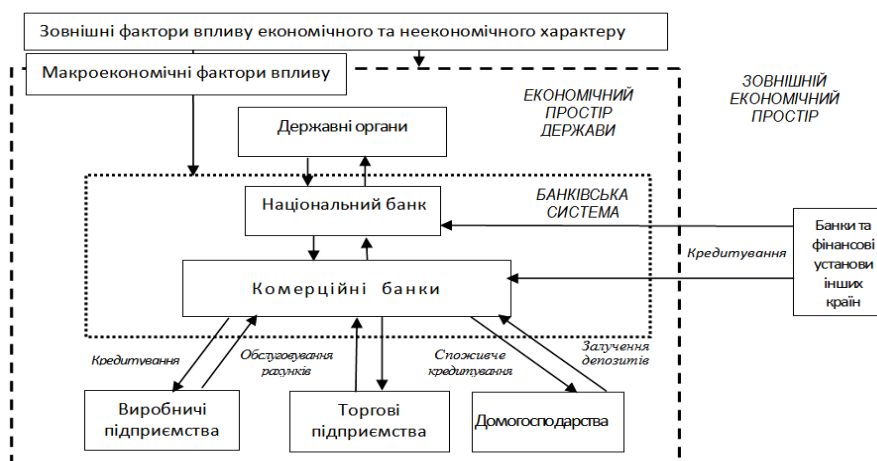 Зовнішні фактори впливу економічного та неекономічного характеру
Макроекономічні фактори впливу
ЕКОНОМІЧНИЙ
ПРОСТІР
ДЕРЖАВИ
ЗОВНІШНІЙ
ЕКОНОМІЧНИЙ
ПРОСТІР
Державні органи
Національний банк
БАНКІВСЬКА
СИСТЕМА
Банки та
фінансові
установи
інших
країн
Кредитування
Комерційні банки
Кредитування
Обслуговування
рахунків
Споживче
кредитування
Залучення
депозитів
Виробничі
підприємства
Торгові
підприємства
Домогосподарства